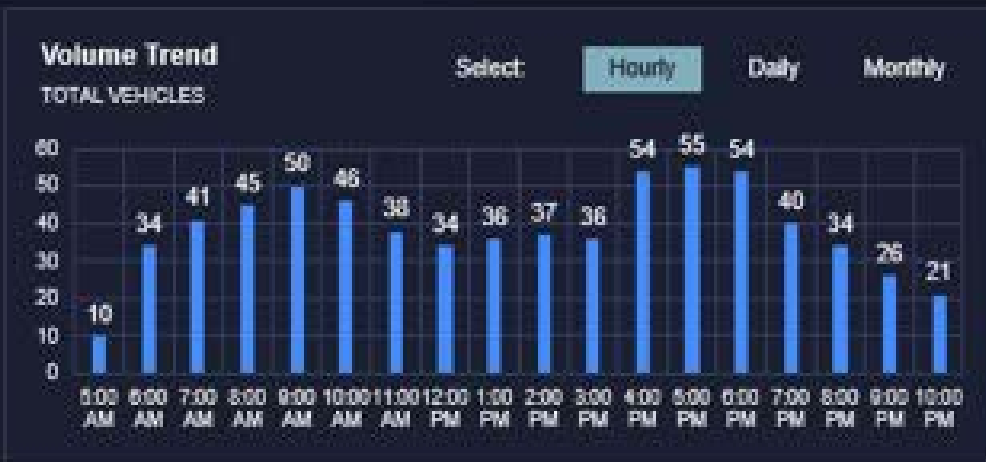 Volume Trend
TOTAL VEHICLES
Select: Hourly Daily Monthly
60
50
40
30
20
10
0
10 34 41 45 50 46 38 34 36 37 36 54 55 54 40 34 26 21
5:00 6:00 7:00 8:00 9:00 10:00 11:00 12:00 1:00 2:00 3:00 4:00 5:00 6:00 7:00 8:00 9:00 10:00
AM AM AM AM AM AM AM PM PM PM PM PM PM PM PM PM PM PM